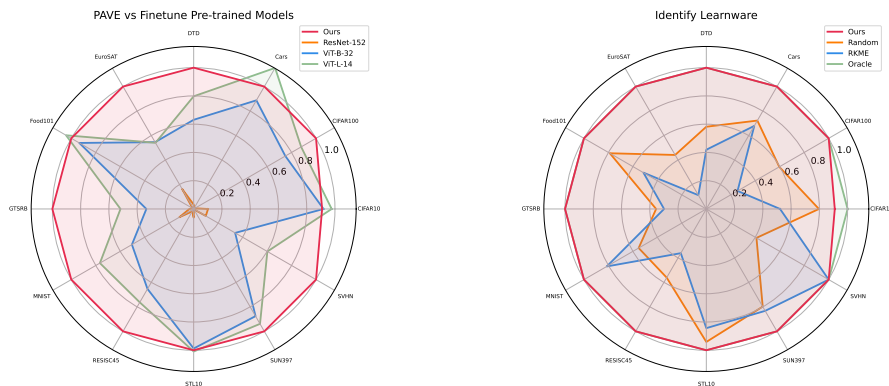 PAVE vs Finetune Pre-trained Models
DTD
Ours
ResNet-152
ViT-B-32
ViT-L-14
EuroSAT
Cars
Food101
CIFAR100
1.0
0.8
0.6
0.4
0.2
GTSRB
CIFAR10
MNIST
SVHN
RESISC45
SUN397
STL10
Identify Learnware
DTD
Ours
Random
RKME
Oracle
EuroSAT
Cars
Food101
CIFAR100
1.0
0.8
0.6
0.4
0.2
GTSRB
CIFAR1
MNIST
SVHN
RESISC45
SUN397
STL10